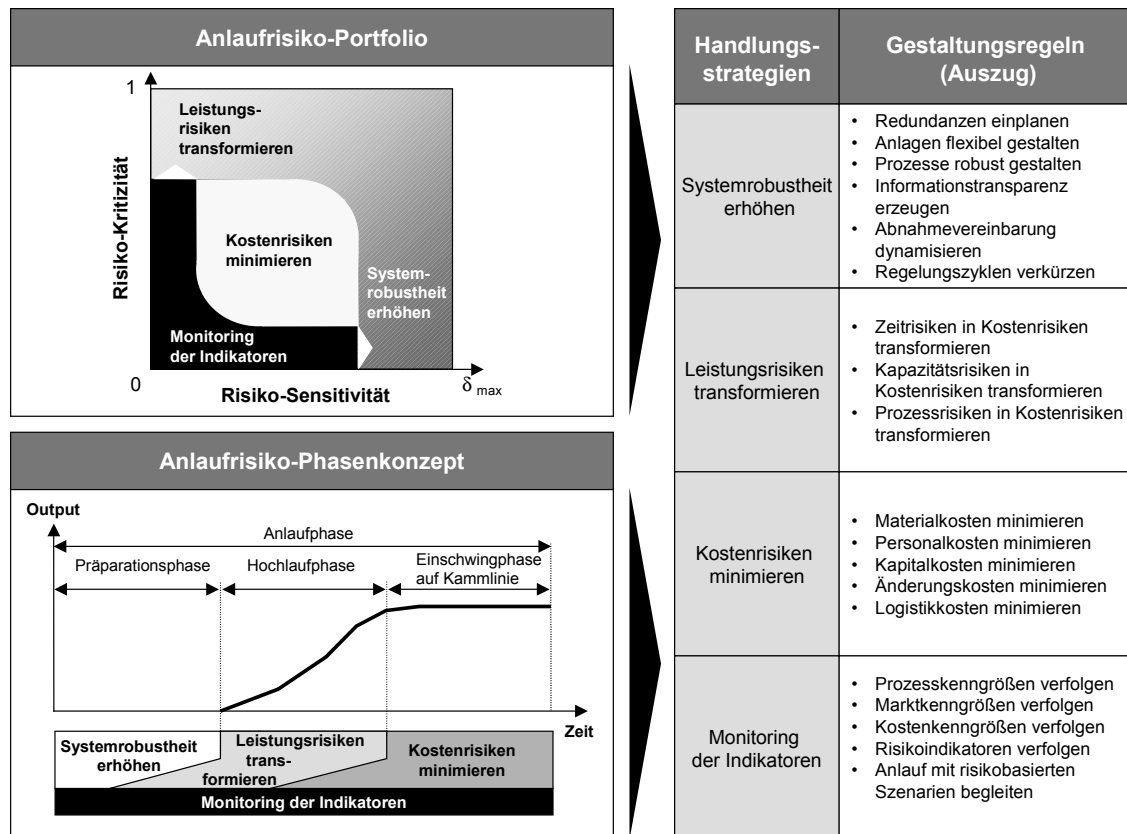 Anlaufrisiko-Portfolio
1
Risiko-Kritizität
Leistungs-
risiken
transformieren
Kostenrisiken
minimieren
System-
robustheit
erhöhen
Monitoring
der Indikatoren
0
Risiko-Sensitivität
δ max
Anlaufrisiko-Phasenkonzept
Output
Anlaufphase
Präparationsphase
Hochlaufphase
Einschwingphase
auf Kammlinie
Zeit
Systemrobustheit
erhöhen
Leistungsrisiken
trans-
formieren
Kostenrisiken
minimieren
Monitoring der Indikatoren
Handlungs-
strategien
Gestaltungsregeln
(Auszug)
Systemrobustheit
erhöhen
• Redundanzen einplanen
• Anlagen flexibel gestalten
• Prozesse robust gestalten
• Informationstransparenz
erzeugen
• Abnahmevereinbarung
dynamisieren
• Regelungszyklen verkürzen
Leistungsrisiken
transformieren
• Zeitrisiken in Kostenrisiken
transformieren
• Kapazitätsrisiken in
Kostenrisiken transformieren
• Prozessrisiken in Kostenrisiken
transformieren
Kostenrisiken
minimieren
• Materialkosten minimieren
• Personalkosten minimieren
• Kapitalkosten minimieren
• Änderungskosten minimieren
• Logistikkosten minimieren
Monitoring
der Indikatoren
• Prozesskenngrößen verfolgen
• Marktkenngrößen verfolgen
• Kostenkenngrößen verfolgen
• Risikoindikatoren verfolgen
• Anlauf mit risikobasierten
Szenarien begleiten